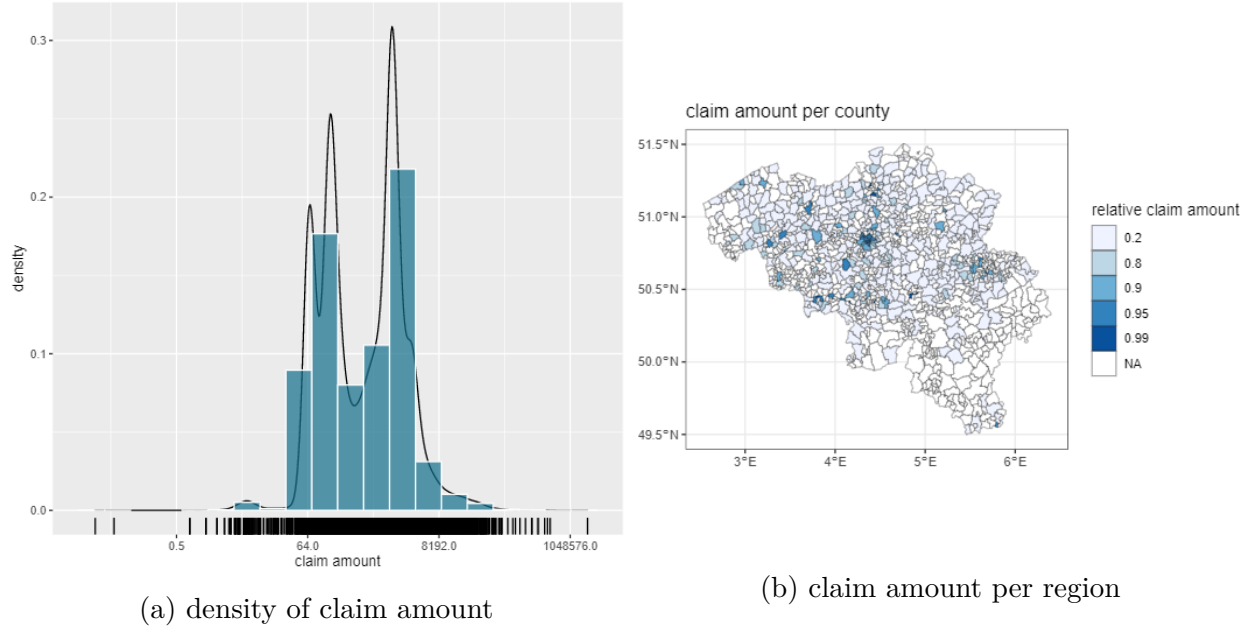 0.3
0.2
density
0.1
0.0
0.5
64.0
8192.0
1048576.0
claim amount
(a) density of claim amount
claim amount per county
51.5°N
51.0°N
50.5°N
50.0°N
49.5°N
3°E
4°E
5°E
6°E
relative claim amount
0.2
0.8
0.9
0.95
0.99
NA
(b) claim amount per region